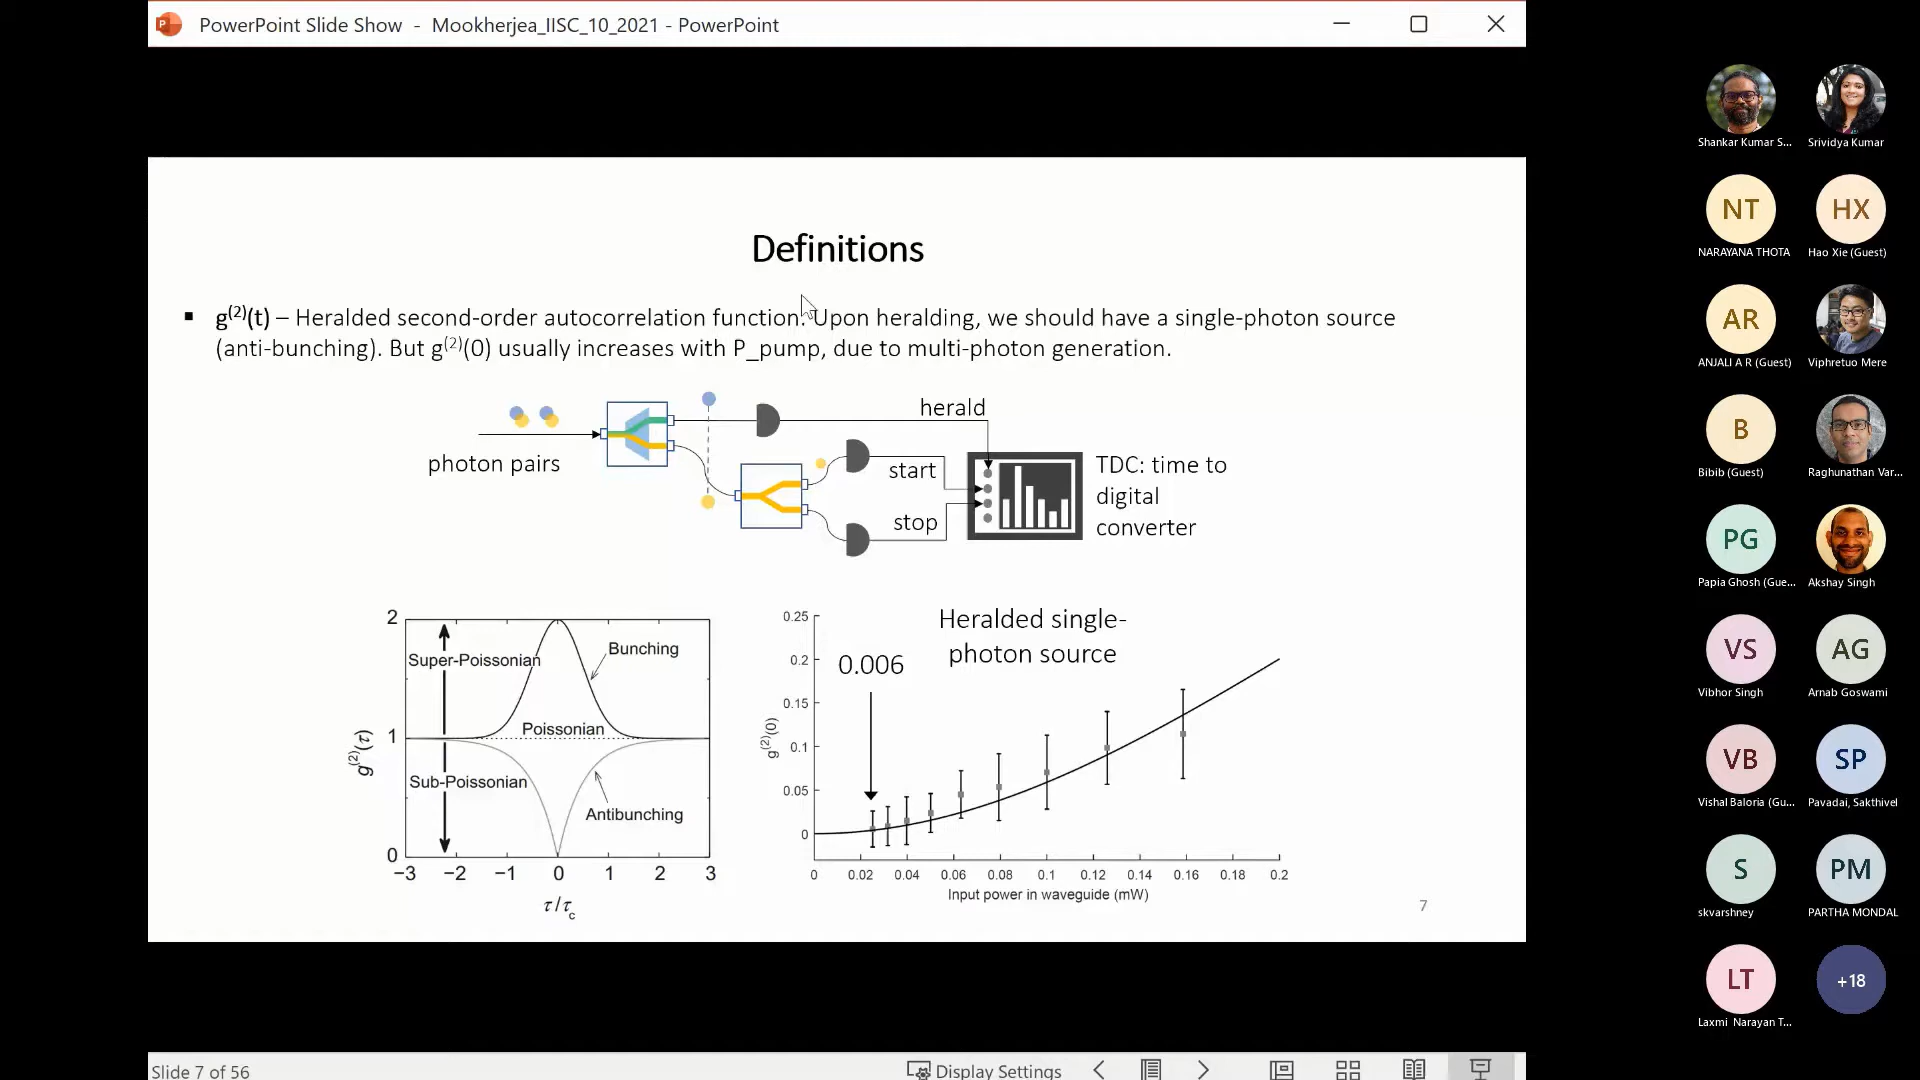 PowerPoint Slide Show - Mookherjea_IISC_10_2021 - PowerPoint
Definitions
▪ g(2)(t) – Heralded second-order autocorrelation function. Upon heralding, we should have a single-photon source
(anti-bunching). But g(2)(0) usually increases with P_pump, due to multi-photon generation.
photon pairs
herald
start
stop
TDC: time to
digital
converter
2
1
0
g(2)(τ)
Super-Poissonian
Bunching
Poissonian
Sub-Poissonian
Antibunching
−3 −2 −1 0 1 2 3
τ/τc
Heralded single-
photon source
0.006
0.25
0.2
0.15
0.1
0.05
0
g(2)(0)
0 0.02 0.04 0.06 0.08 0.1 0.12 0.14 0.16 0.18 0.2
Input power in waveguide (mW)
7
Slide 7 of 56
Display Settings
Shankar Kumar S...
Srividya Kumar
NT
NARAYANA THOTA
HX
Hao Xie (Guest)
AR
ANJALI A R (Guest)
Viphretuo Mere
B
Bibib (Guest)
Raghunathan Var...
PG
Papia Ghosh (Gue...
Akshay Singh
VS
Vibhor Singh
AG
Arnab Goswami
VB
Vishal Baloria (Gu...
SP
Pavadai, Sakthivel
S
skvarshney
PM
PARTHA MONDAL
LT
Laxmi Narayan T...
+18